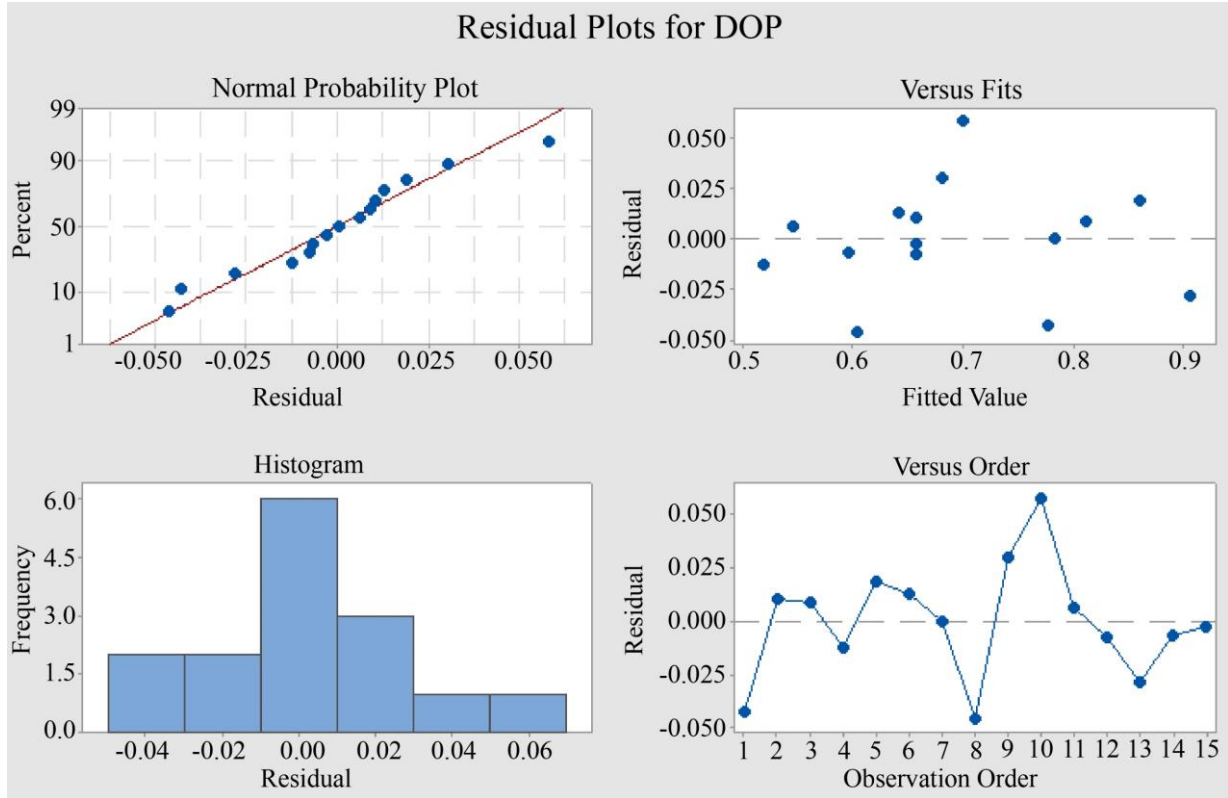 Residual Plots for DOP
Normal Probability Plot
99
90
50
10
1
Percent
-0.050 -0.025 0.000 0.025 0.050
Residual
Versus Fits
0.050
0.025
0.000
-0.025
-0.050
Residual
0.5 0.6 0.7 0.8 0.9
Fitted Value
Histogram
6.0
4.5
3.0
1.5
0.0
Frequency
-0.04 -0.02 0.00 0.02 0.04 0.06
Residual
Versus Order
0.050
0.025
0.000
-0.025
-0.050
Residual
1 2 3 4 5 6 7 8 9 10 11 12 13 14 15
Observation Order